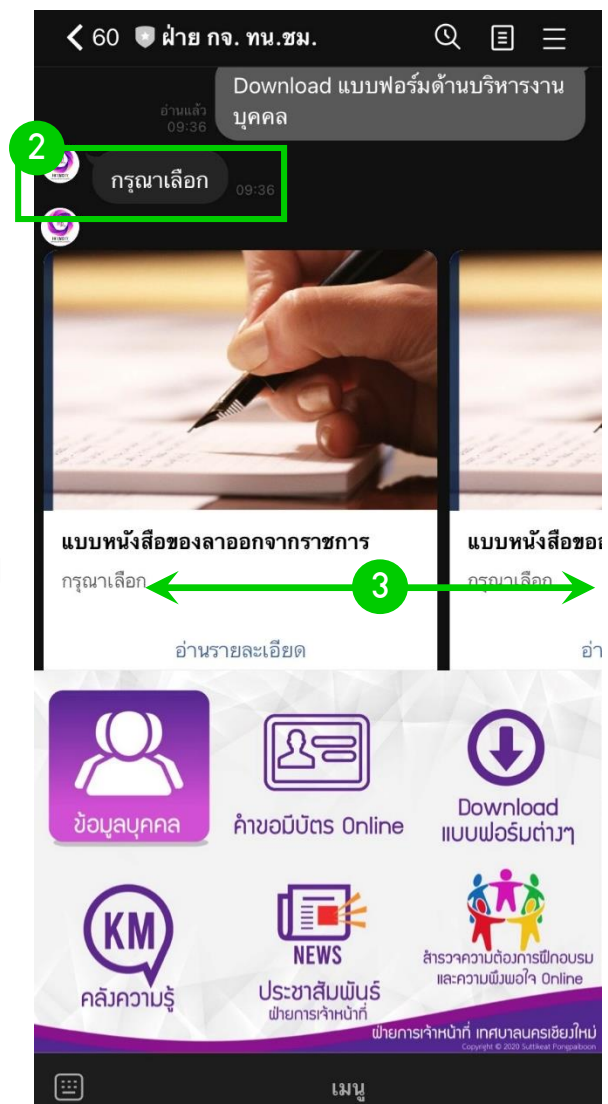 60 ฝ่าย กจ. ทน.ชม.
Download แบบฟอร์มด้านบริหารงาน
บุคคล
อ่านแล้ว
09:36
2
กรุณาเลือก
09:36
แบบหนังสือของลาออกจากราชการ
แบบหนังสือขอ
กรุณาเลือก
3
กรุณาเลือก
อ่านรายละเอียด
อ่า
ข้อมูลบุคคล
คำขอมีบัตร Online
Download
แบบฟอร์มต่างๆ
KM
คลังความรู้
NEWS
ประชาสัมพันธ์
ฝ่ายการเจ้าหน้าที่
สำรวจความต้องการฝึกอบรม
และความพึงพอใจ Online
ฝ่ายการเจ้าหน้าที่ เทศบาลนครเชียงใหม่
Copyright © 2020 Suttikeat Pongpaiboon
เมนู